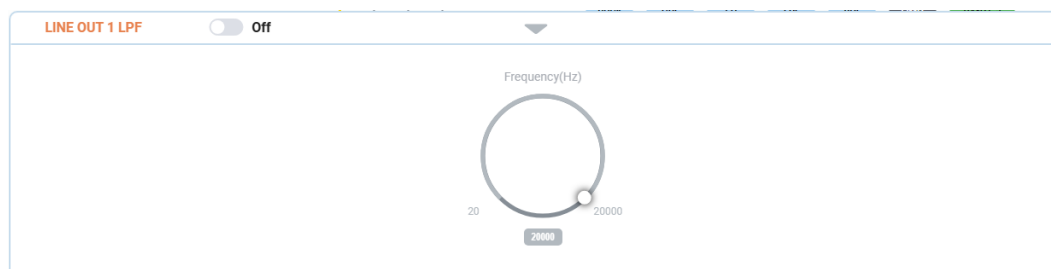 LINE OUT 1 LPF Off
Frequency(Hz)
20 20000
20000